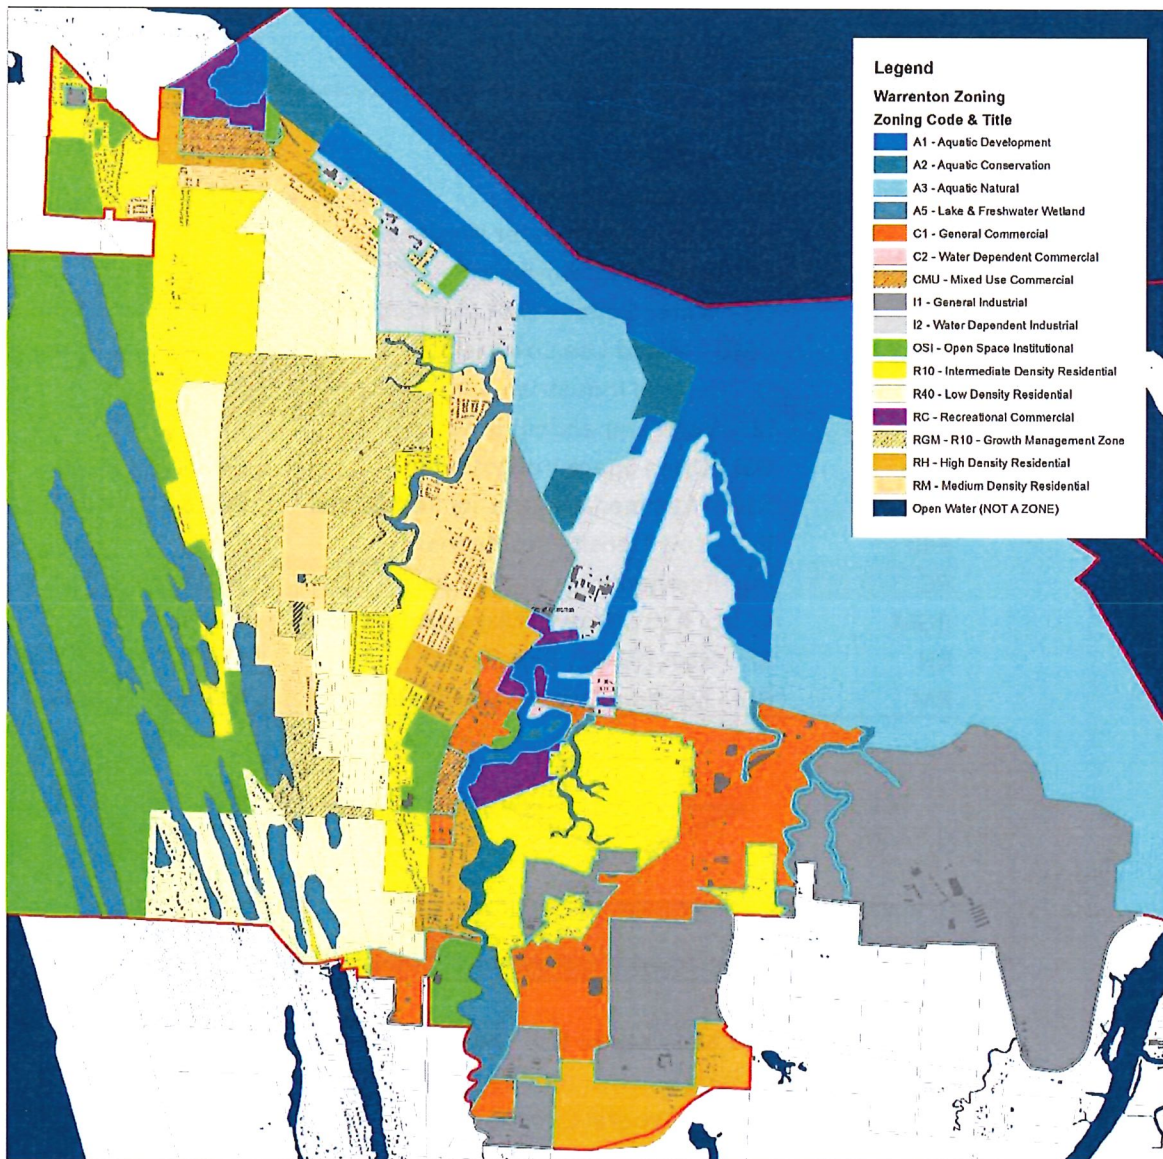 Legend
Warrenton Zoning
Zoning Code & Title
A1 - Aquatic Development
A2 - Aquatic Conservation
A3 - Aquatic Natural
A5 - Lake & Freshwater Wetland
C1 - General Commercial
C2 - Water Dependent Commercial
CMU - Mixed Use Commercial
I1 - General Industrial
I2 - Water Dependent Industrial
OSI - Open Space Institutional
R10 - Intermediate Density Residential
R40 - Low Density Residential
RC - Recreational Commercial
RGM - R10 - Growth Management Zone
RH - High Density Residential
RM - Medium Density Residential
Open Water (NOT A ZONE)